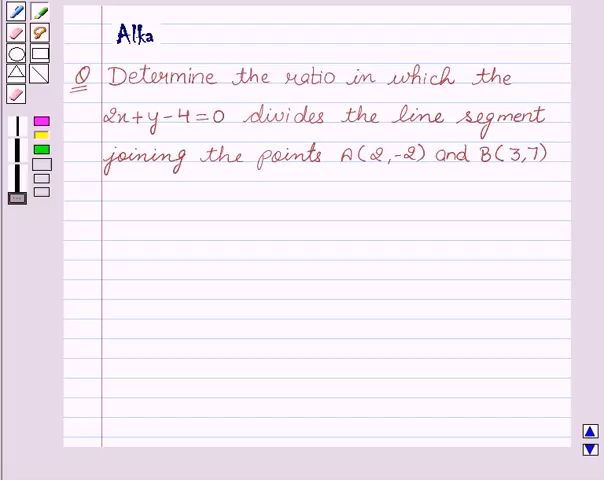 Alka
Q Determine the ratio in which the
2x+y-4=0 divides the line segment
joining the points A(2,-2) and B(3,7)